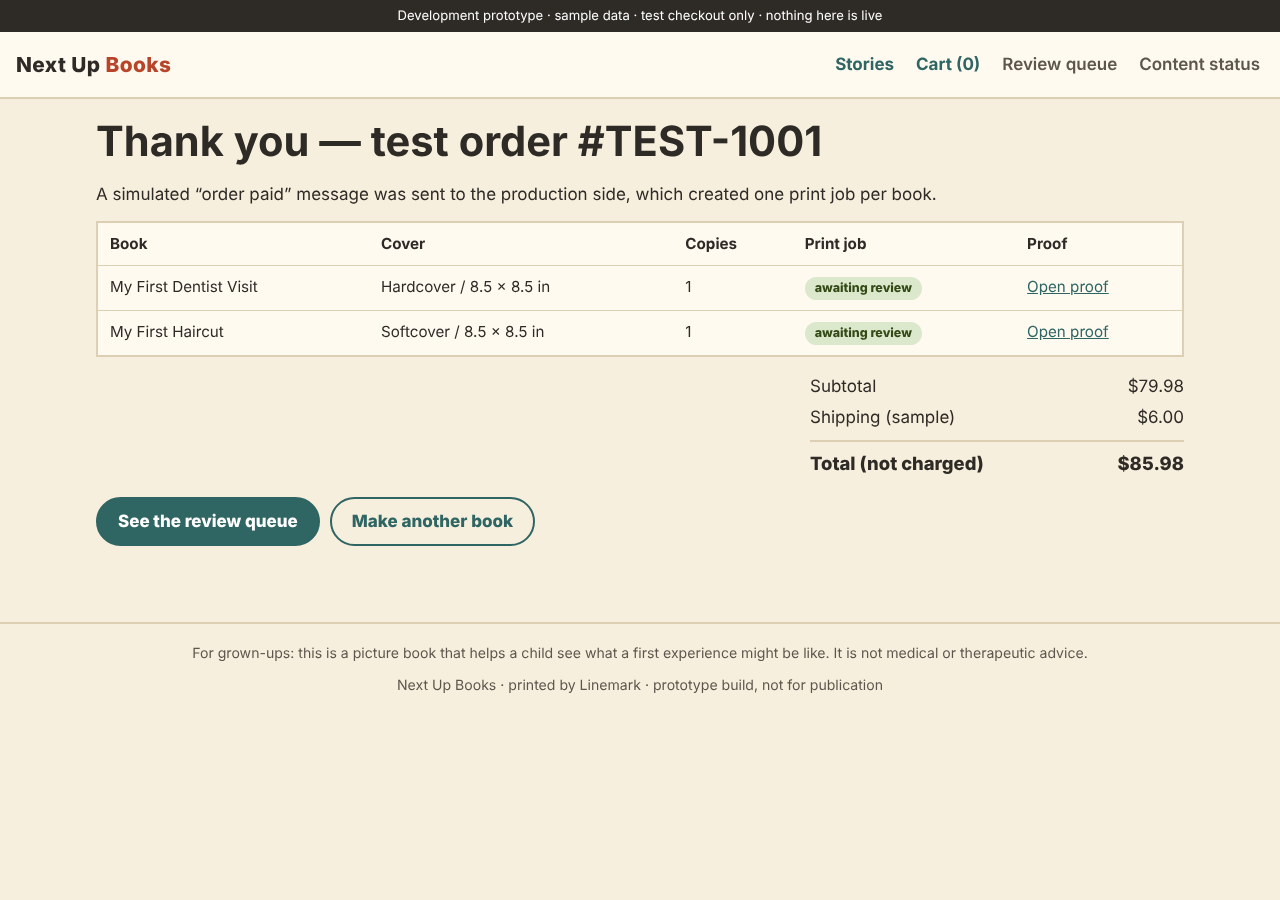 Development prototype · sample data · test checkout only · nothing here is live
Next Up Books
Stories Cart (0) Review queue Content status
Thank you — test order #TEST-1001
A simulated “order paid” message was sent to the production side, which created one print job per book.
Book Cover Copies Print job Proof
My First Dentist Visit Hardcover / 8.5 × 8.5 in 1 awaiting review Open proof
My First Haircut Softcover / 8.5 × 8.5 in 1 awaiting review Open proof
Subtotal $79.98
Shipping (sample) $6.00
Total (not charged) $85.98
See the review queue Make another book
For grown-ups: this is a picture book that helps a child see what a first experience might be like. It is not medical or therapeutic advice.
Next Up Books · printed by Linemark · prototype build, not for publication